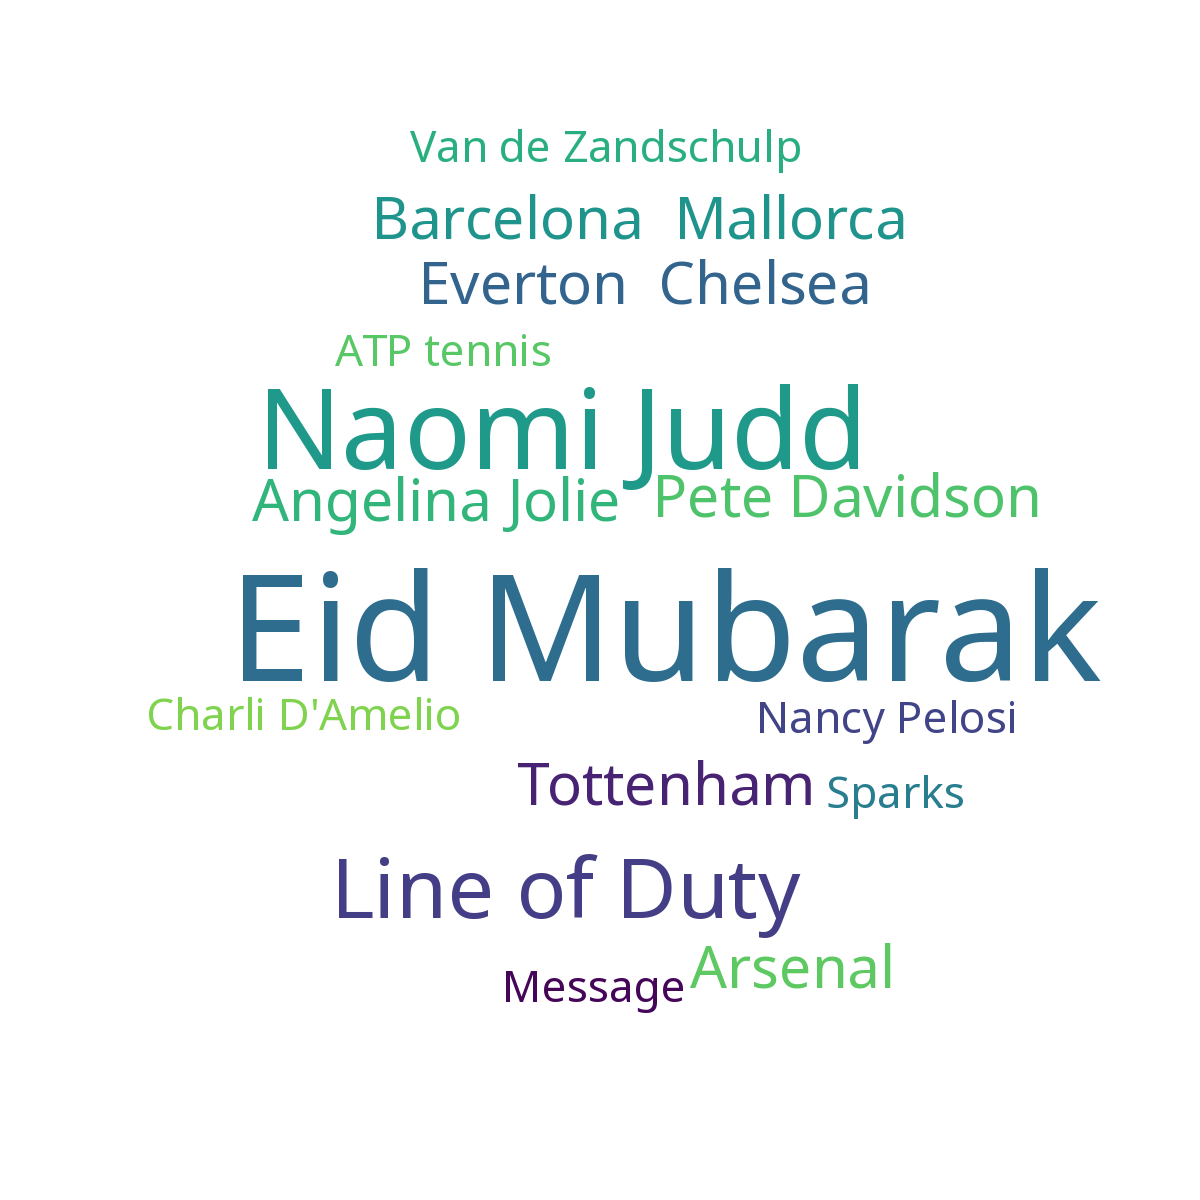 Van de Zandschulp
Barcelona Mallorca
Everton Chelsea
ATP tennis
Naomi Judd
Angelina Jolie Pete Davidson
Eid Mubarak
Charli D'Amelio Nancy Pelosi
Tottenham Sparks
Line of Duty
Message Arsenal